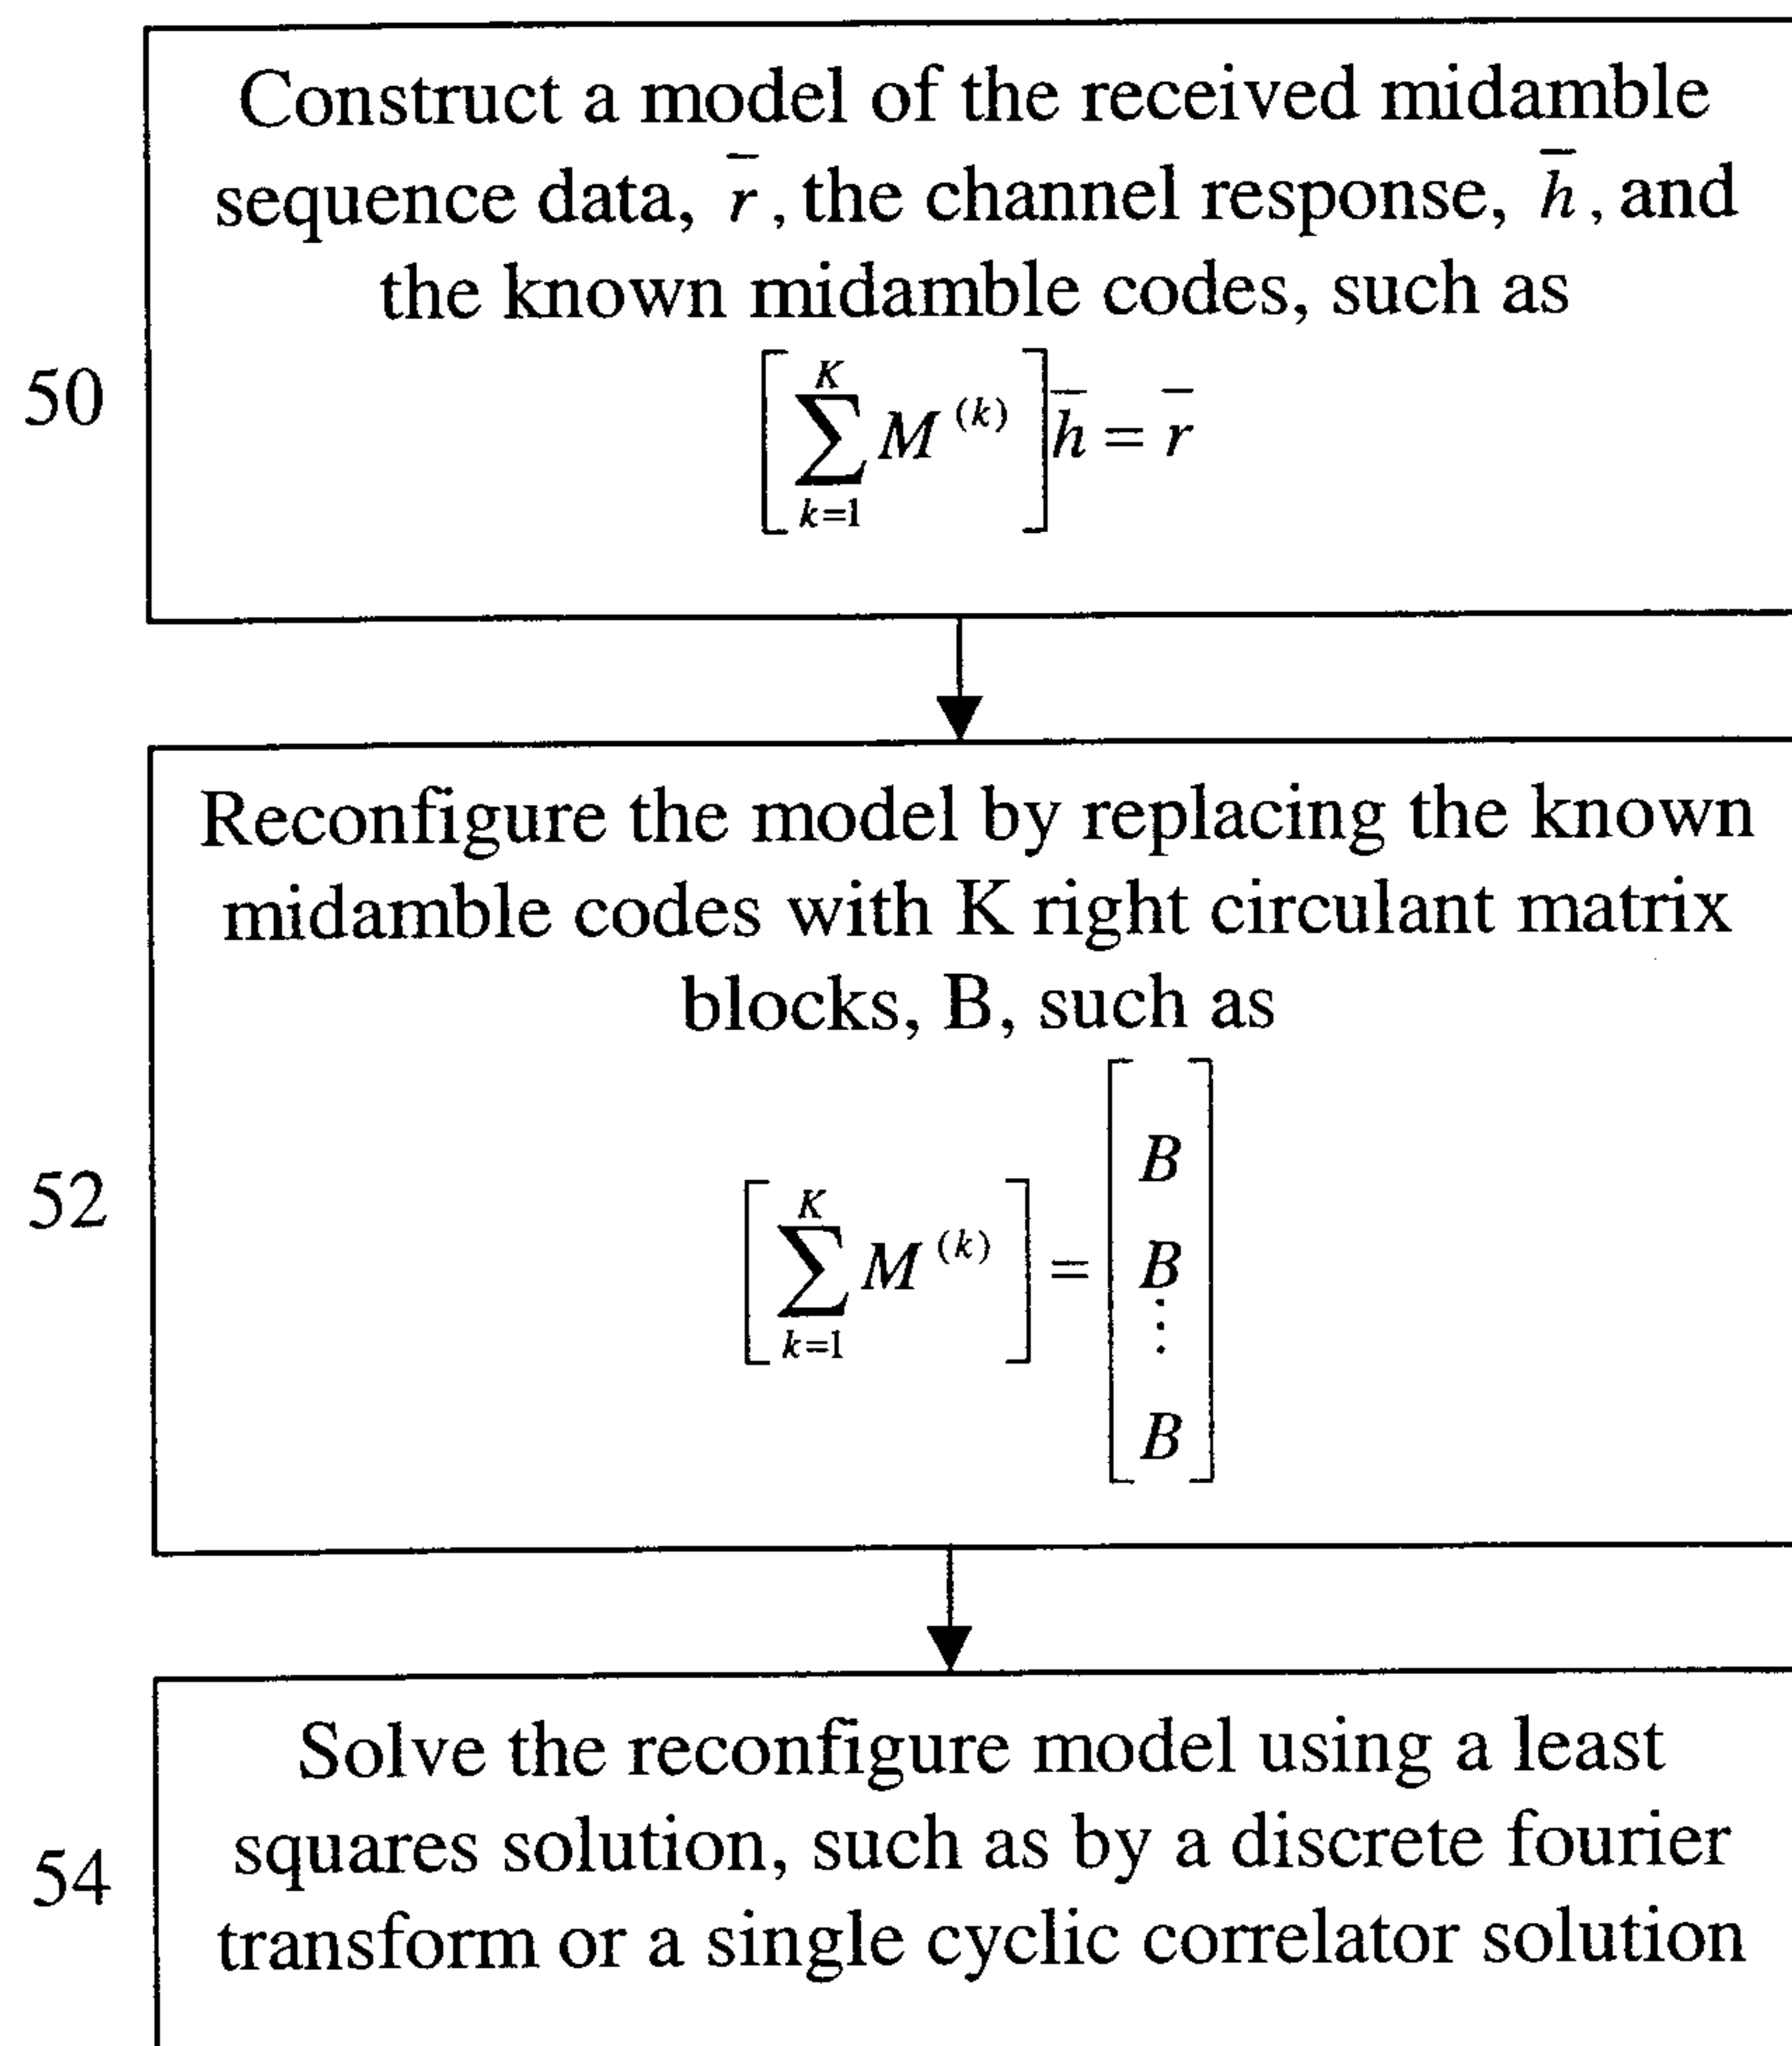 Construct a model of the received midamble
sequence data, r̄, the channel response, h̄, and
the known midamble codes, such as
50
[ ∑_{k=1}^{K} M^{(k)} ] h̄ = r̄
Reconfigure the model by replacing the known
midamble codes with K right circulant matrix
blocks, B, such as
52
[ ∑_{k=1}^{K} M^{(k)} ] = [ B B ⋮ B ]
Solve the reconfigure model using a least
squares solution, such as by a discrete fourier
54
transform or a single cyclic correlator solution